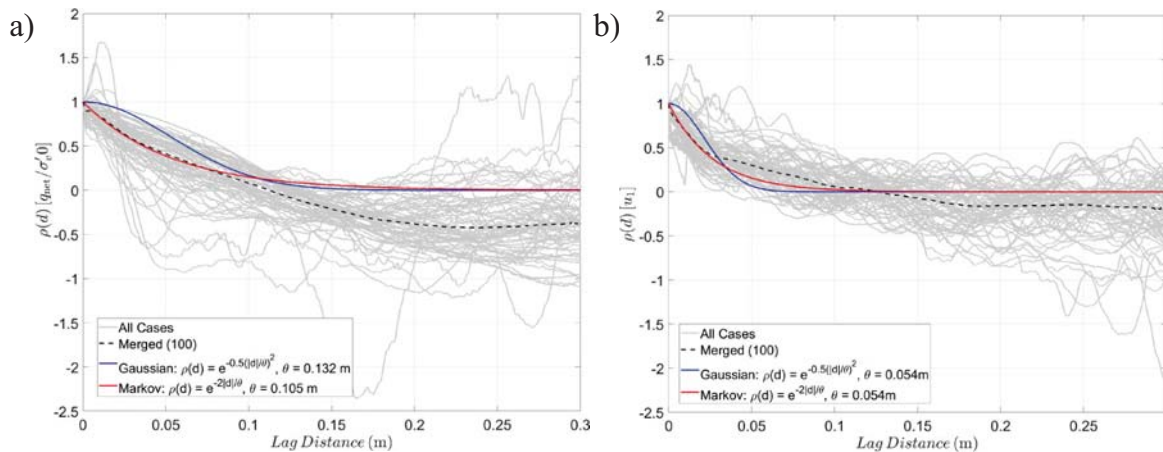 a)
2
1.5
1
0.5
0
-0.5
-1
-1.5
-2
-2.5
ρ(d) [q_net/σ'_v0]
All Cases
Merged (100)
Gaussian: ρ(d) = e^-0.5(|d|/θ)^2, θ = 0.132 m
Markov: ρ(d) = e^-2|d|/θ, θ = 0.105 m
0 0.05 0.1 0.15 0.2 0.25 0.3
Lag Distance (m)
b)
2
1.5
1
0.5
0
-0.5
-1
-1.5
-2
-2.5
ρ(d) [u_1]
All Cases
Merged (100)
Gaussian: ρ(d) = e^-0.5(|d|/θ)^2, θ = 0.054m
Markov: ρ(d) = e^-2|d|/θ, θ = 0.054m
0 0.05 0.1 0.15 0.2 0.25
Lag Distance (m)